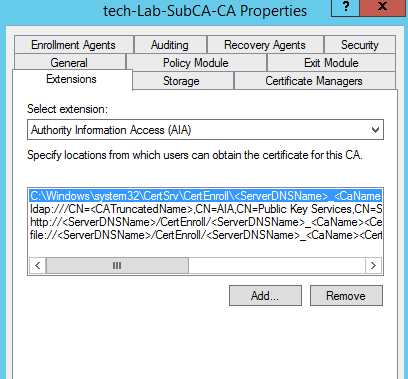 tech-Lab-SubCA-CA Properties ? x
Enrollment Agents Auditing Recovery Agents Security
General Policy Module Exit Module
Extensions Storage Certificate Managers
Select extension:
Authority Information Access (AIA)
Specify locations from which users can obtain the certificate for this CA.
C:\Windows\system32\CertSrv\CertEnroll\<ServerDNSName>_<CaName
ldap:///CN=<CATruncatedName>,CN=AIA,CN=Public Key Services,CN=S
http://<ServerDNSName>/CertEnroll/<ServerDNSName>_<CaName><Ce
file://<ServerDNSName>/CertEnroll/<ServerDNSName>_<CaName><Cert
Add... Remove